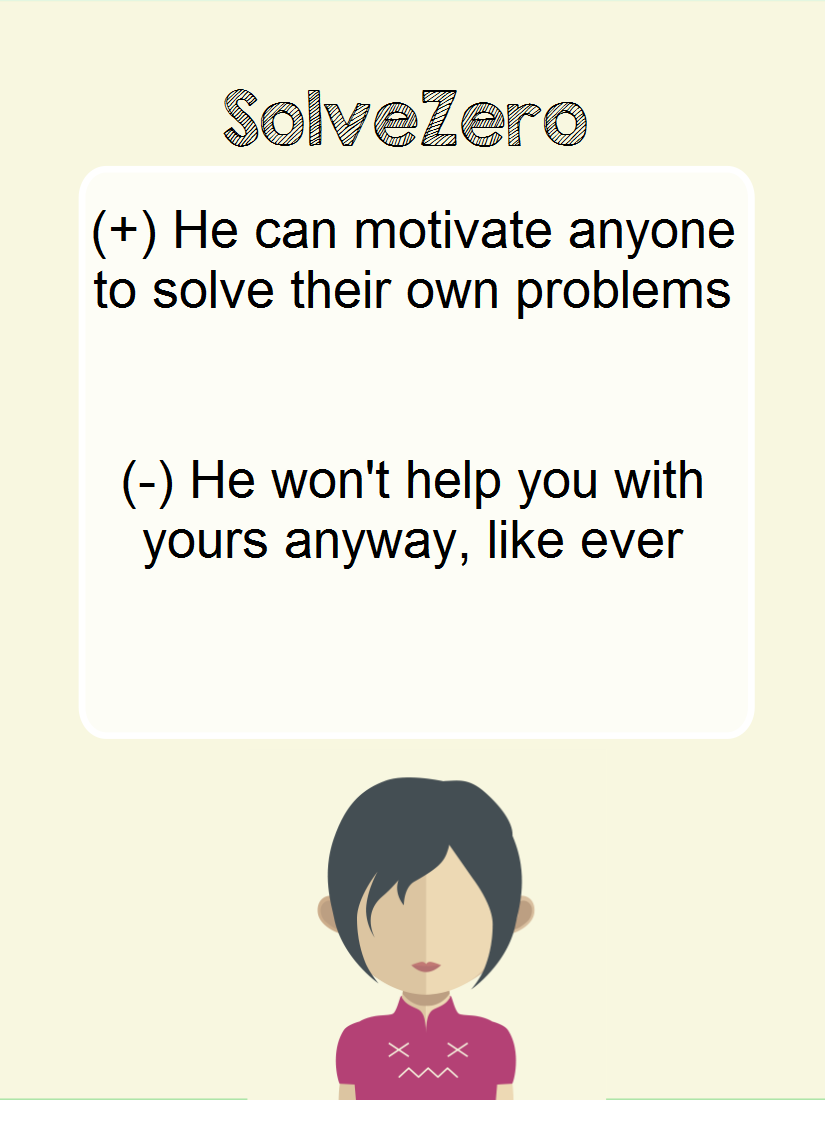 SolveZero
(+) He can motivate anyone
to solve their own problems
(-) He won't help you with
yours anyway, like ever